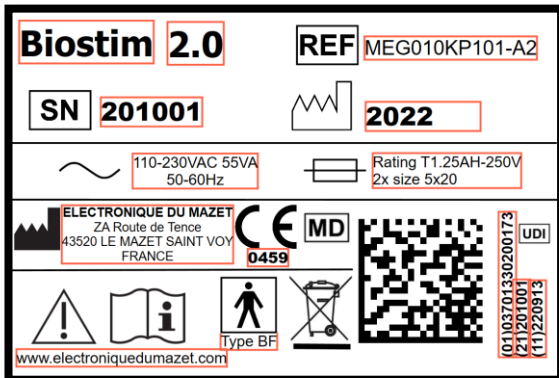 Biostim 2.0
REF MEG010KP101-A2
SN 201001
2022
110-230VAC 55VA
50-60Hz
Rating T1.25AH-250V
2x size 5x20
ELECTRONIQUE DU MAZET
ZA Route de Tence
43520 LE MAZET SAINT VOY
FRANCE
CE
0459
MD
UDI
(01)03701330200173
(21)201001
(11)220913
Type BF
www.electroniquedumazet.com